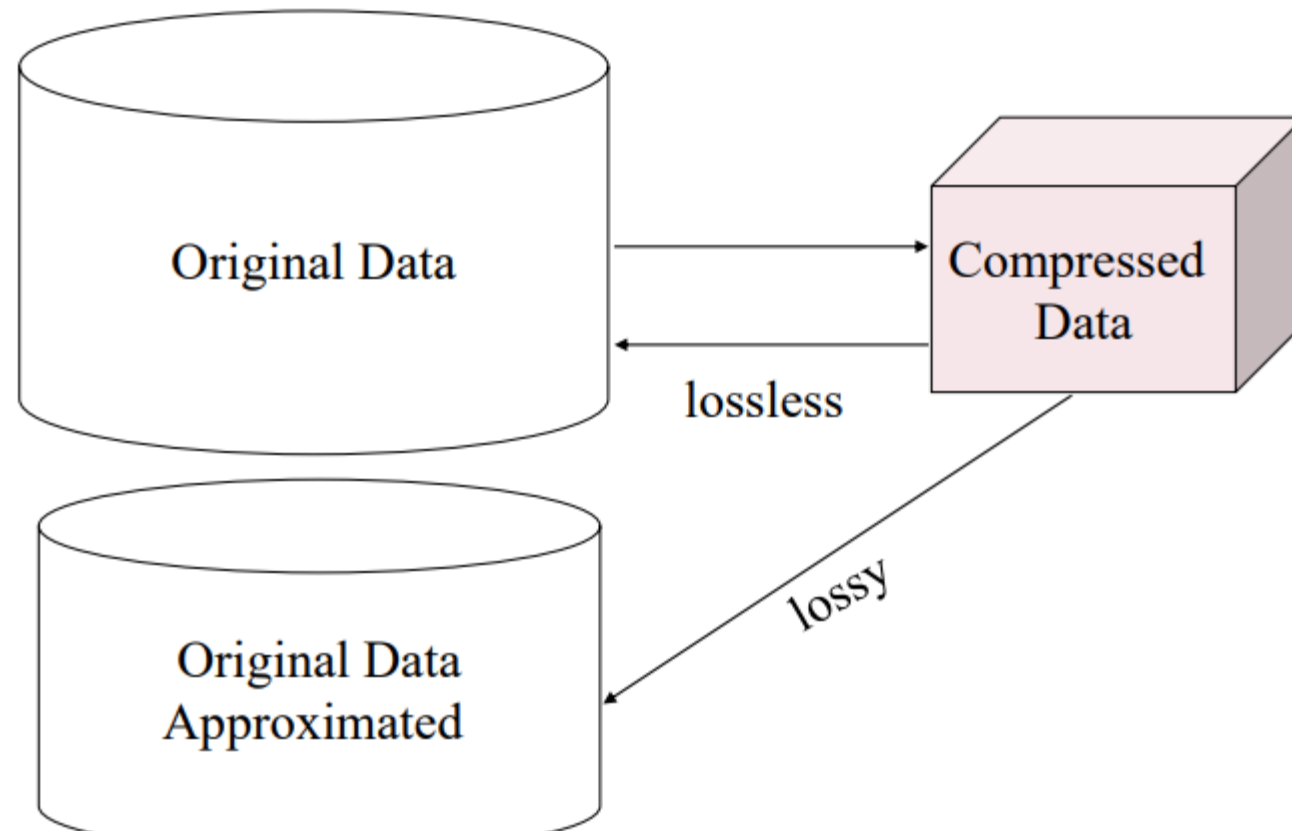 Original Data
Compressed
Data
lossless
lossy
Original Data
Approximated